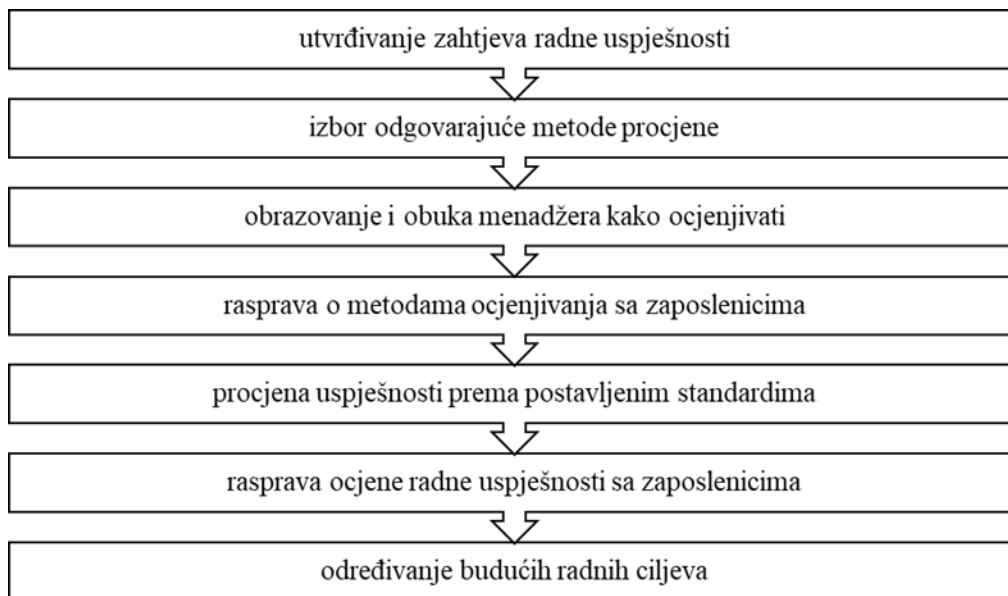 utvrđivanje zahtjeva radne uspješnosti
izbor odgovarajuće metode procjene
obrazovanje i obuka menadžera kako ocjenjivati
rasprava o metodama ocjenjivanja sa zaposlenicima
procjena uspješnosti prema postavljenim standardima
rasprava ocjene radne uspješnosti sa zaposlenicima
određivanje budućih radnih ciljeva